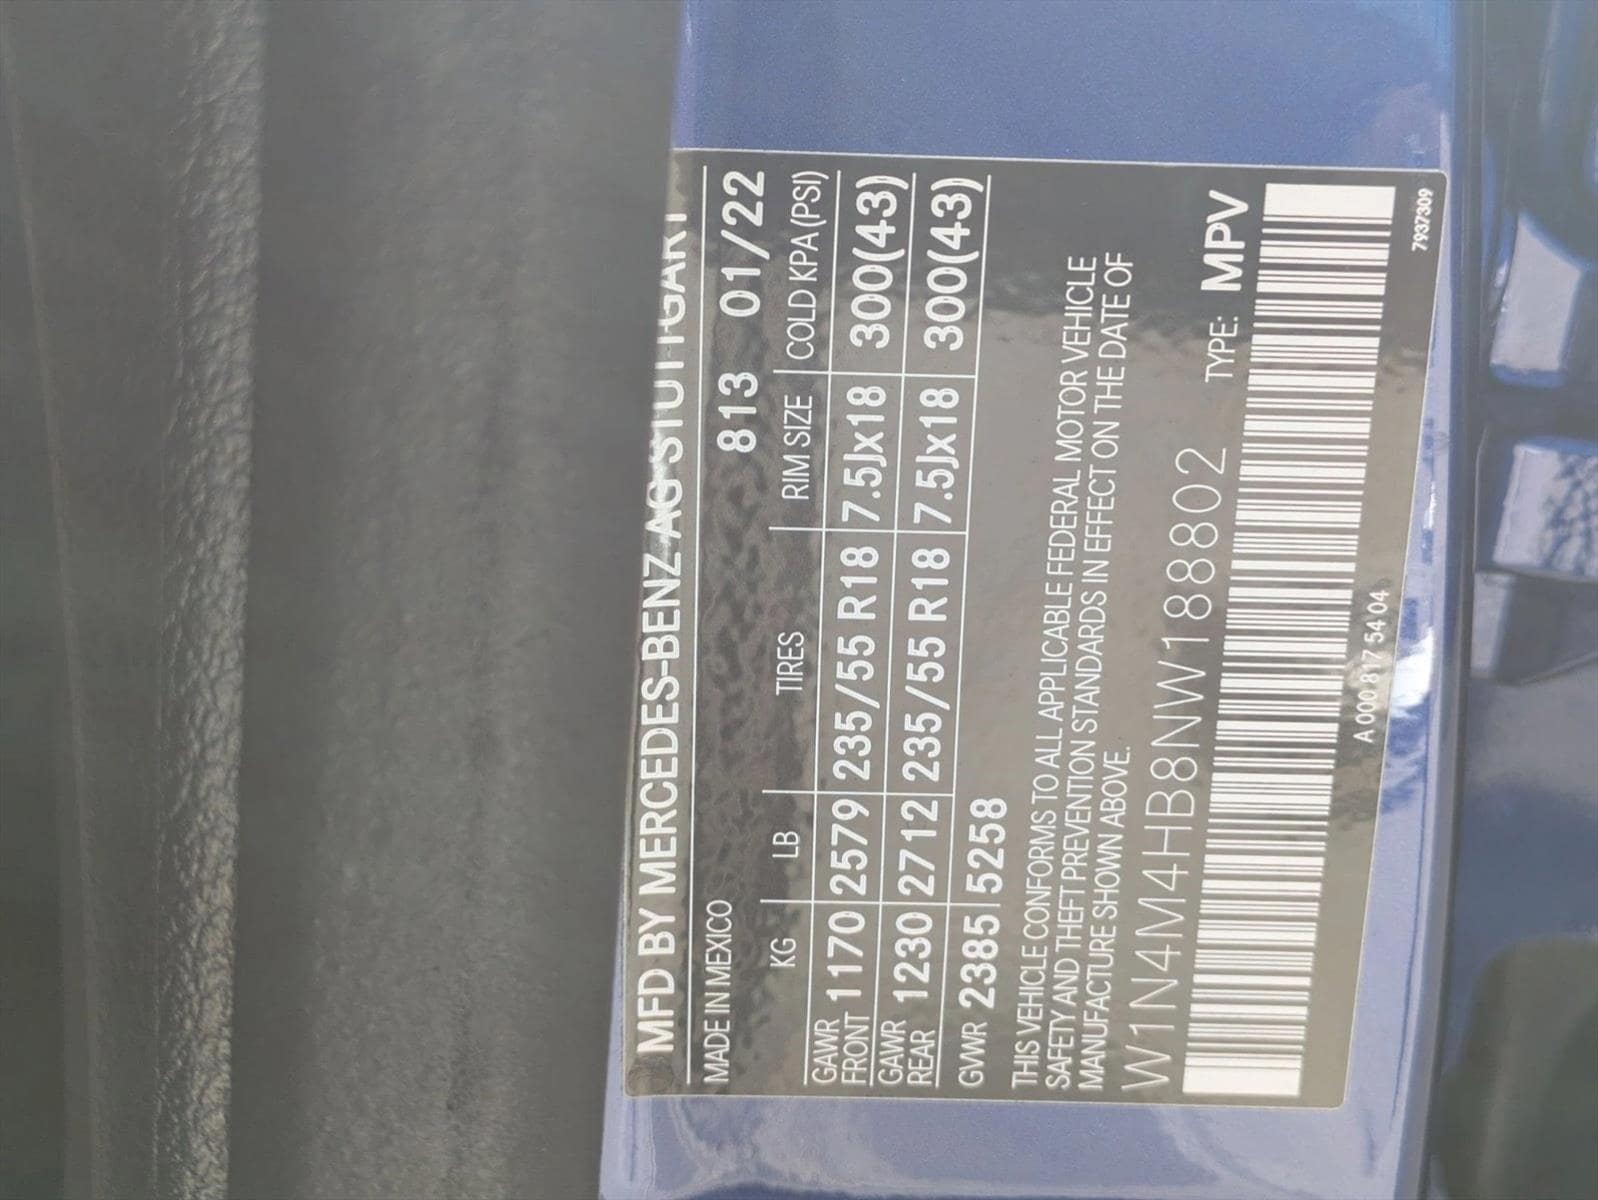 MFD BY MERCEDES-BENZ AG STUTTGART
MADE IN MEXICO 813 01/22
KG LB TIRES RIM SIZE COLD KPA (PSI)
GAWR
FRONT 1170 2579 235/55 R18 7.5Jx18 300(43)
GAWR
REAR 1230 2712 235/55 R18 7.5Jx18 300(43)
GVWR 2385 5258
THIS VEHICLE CONFORMS TO ALL APPLICABLE FEDERAL MOTOR VEHICLE
SAFETY AND THEFT PREVENTION STANDARDS IN EFFECT ON THE DATE OF
MANUFACTURE SHOWN ABOVE.
W1N4M4HB8NW188802 TYPE: MPV
A 000 817 54 04
7937309